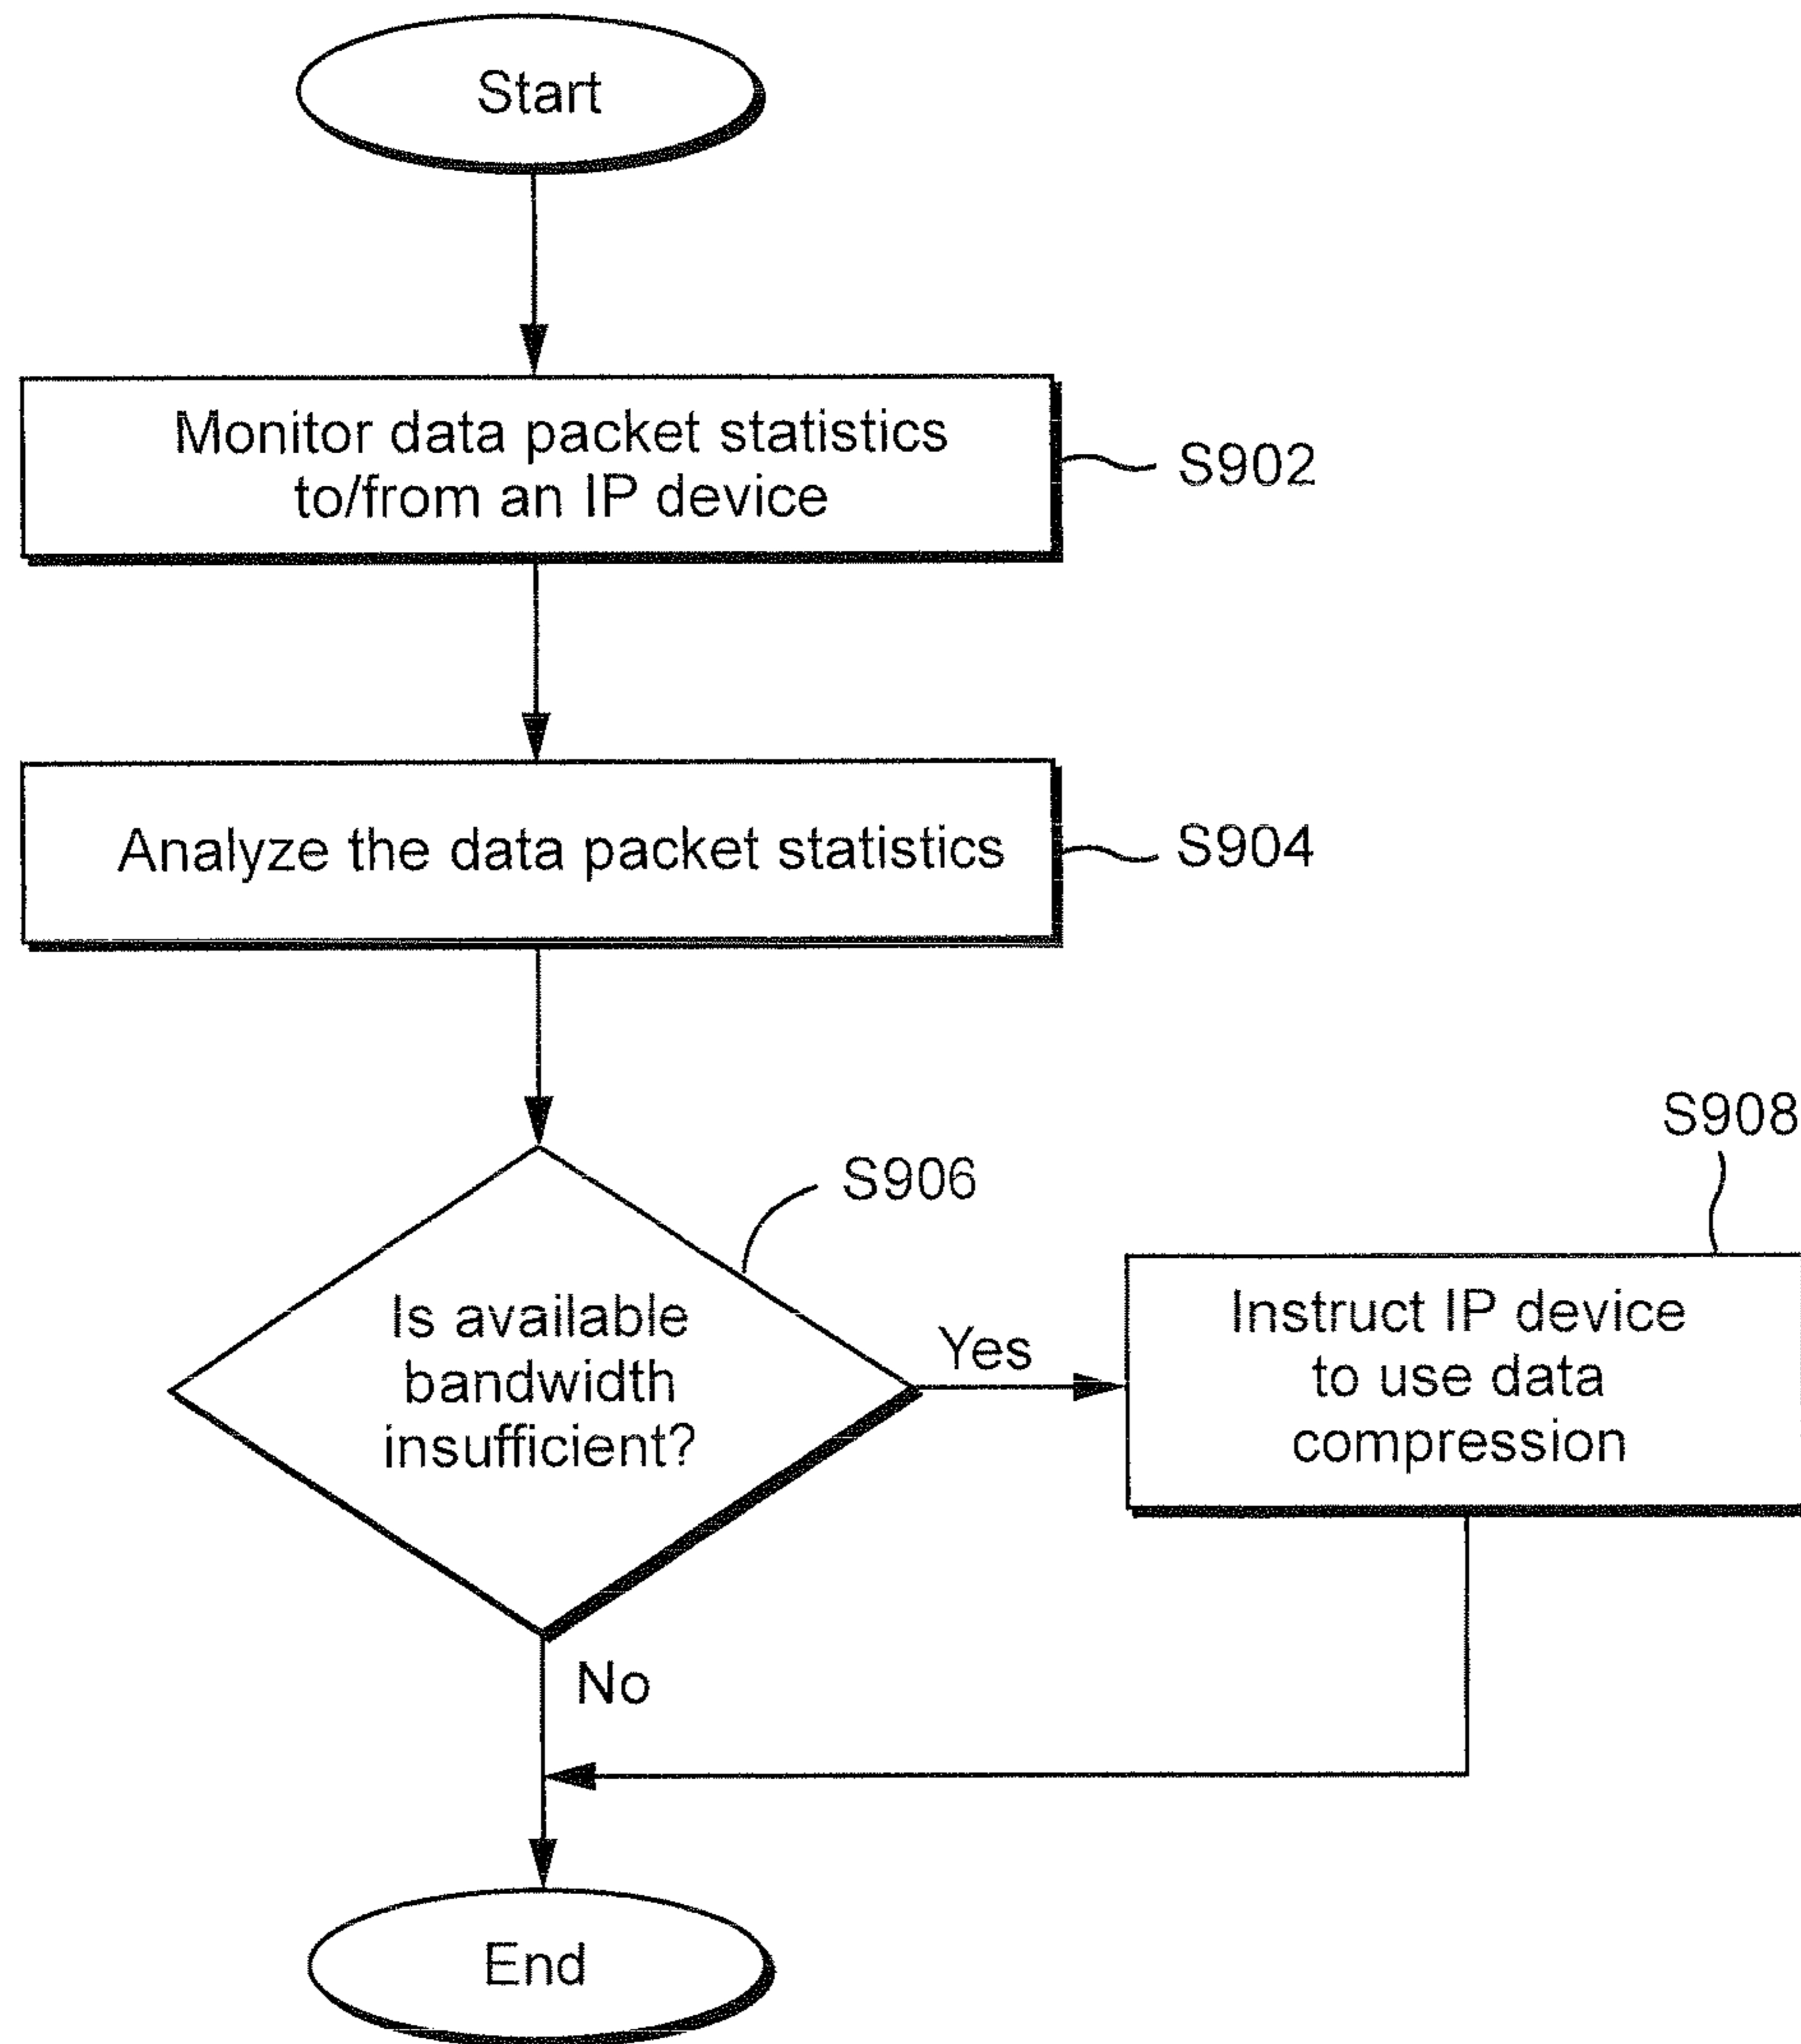 Start
Monitor data packet statistics
to/from an IP device
S902
Analyze the data packet statistics
S904
S906
Is available
bandwidth
insufficient?
Yes
S908
Instruct IP device
to use data
compression
No
End